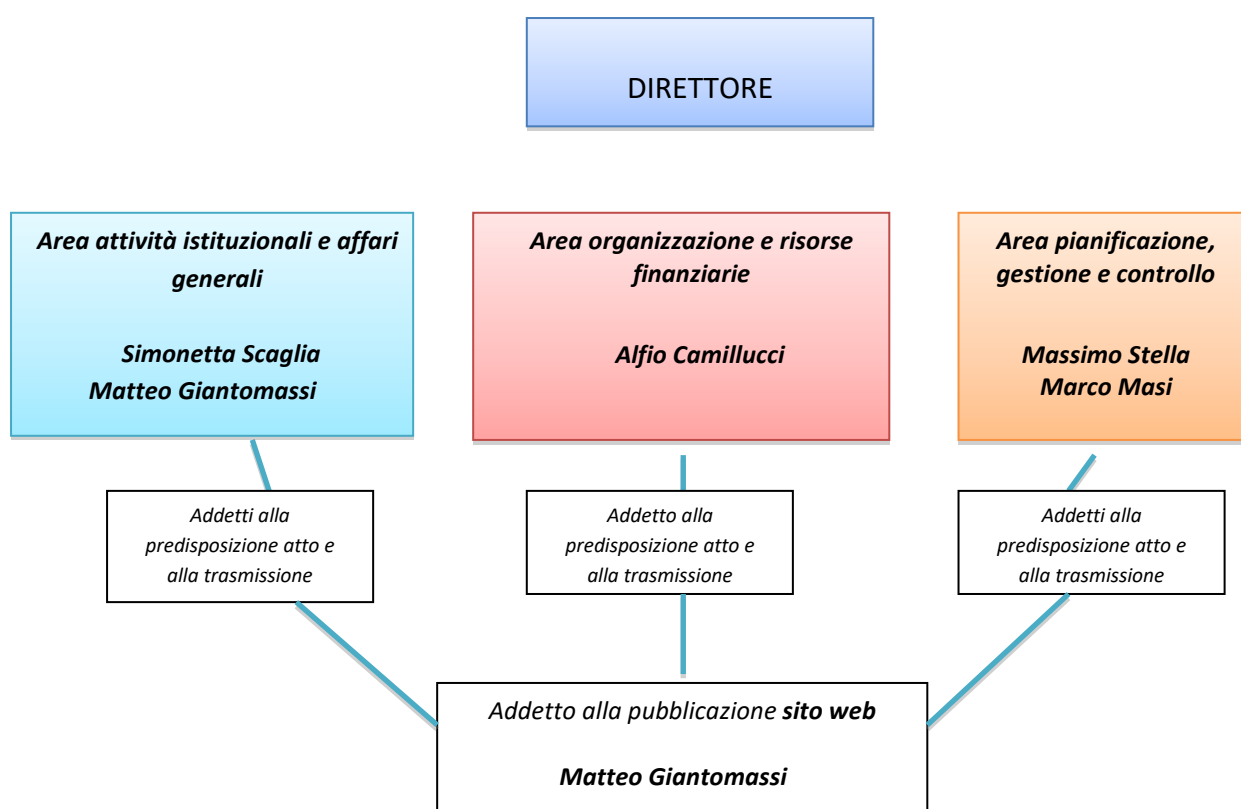 DIRETTORE
Area attività istituzionali e affari
generali
Simonetta Scaglia
Matteo Giantomassi
Area organizzazione e risorse
finanziarie
Alfio Camillucci
Area pianificazione,
gestione e controllo
Massimo Stella
Marco Masi
Addetti alla
predisposizione atto e
alla trasmissione
Addetto alla
predisposizione atto e
alla trasmissione
Addetti alla
predisposizione atto e
alla trasmissione
Addetto alla pubblicazione sito web
Matteo Giantomassi